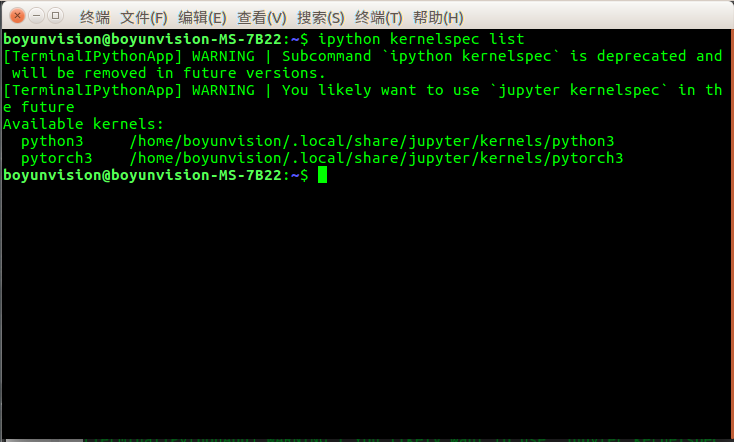 终端 文件(F) 编辑(E) 查看(V) 搜索(S) 终端(T) 帮助(H)
boyunvision@boyunvision-MS-7B22:~$ ipython kernelspec list
[TerminalIPythonApp] WARNING | Subcommand `ipython kernelspec` is deprecated and
 will be removed in future versions.
[TerminalIPythonApp] WARNING | You likely want to use `jupyter kernelspec` in th
e future
Available kernels:
  python3     /home/boyunvision/.local/share/jupyter/kernels/python3
  pytorch3    /home/boyunvision/.local/share/jupyter/kernels/pytorch3
boyunvision@boyunvision-MS-7B22:~$